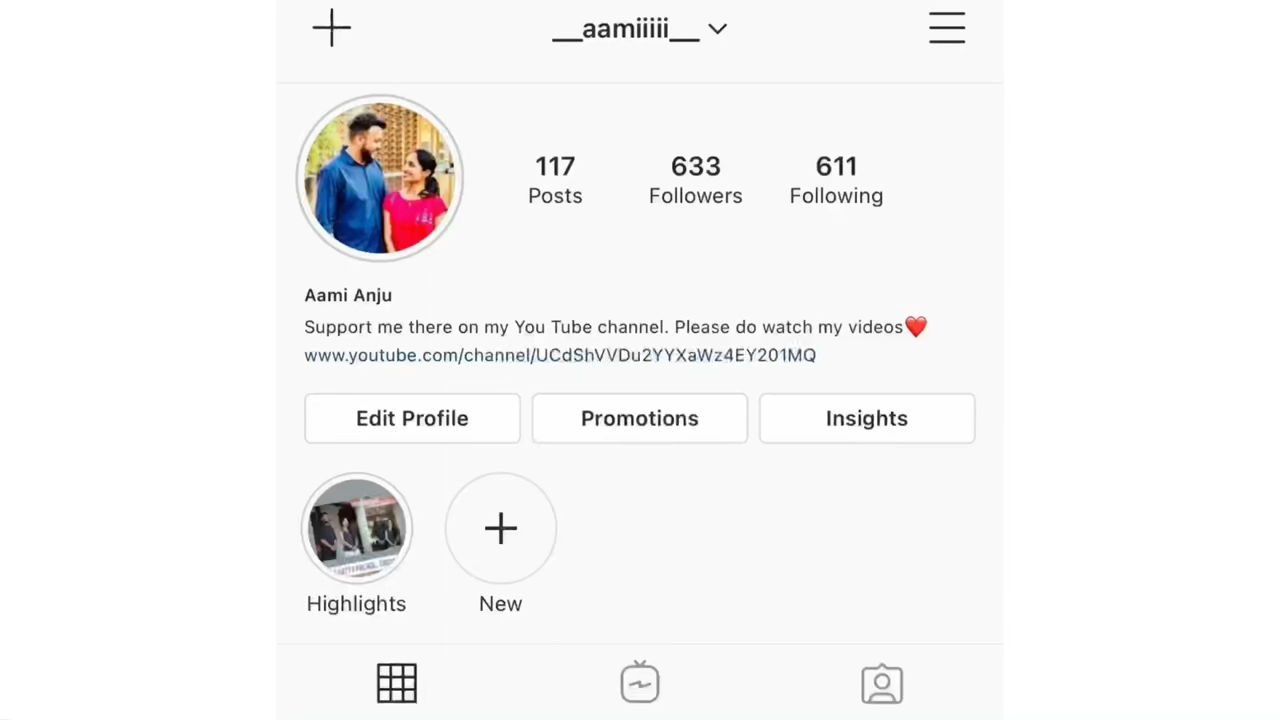 __aamiiiii__
117 633 611
Posts Followers Following
Aami Anju
Support me there on my You Tube channel. Please do watch my videos❤️
www.youtube.com/channel/UCdShVVDu2YYXaWz4EY201MQ
Edit Profile Promotions Insights
Highlights New